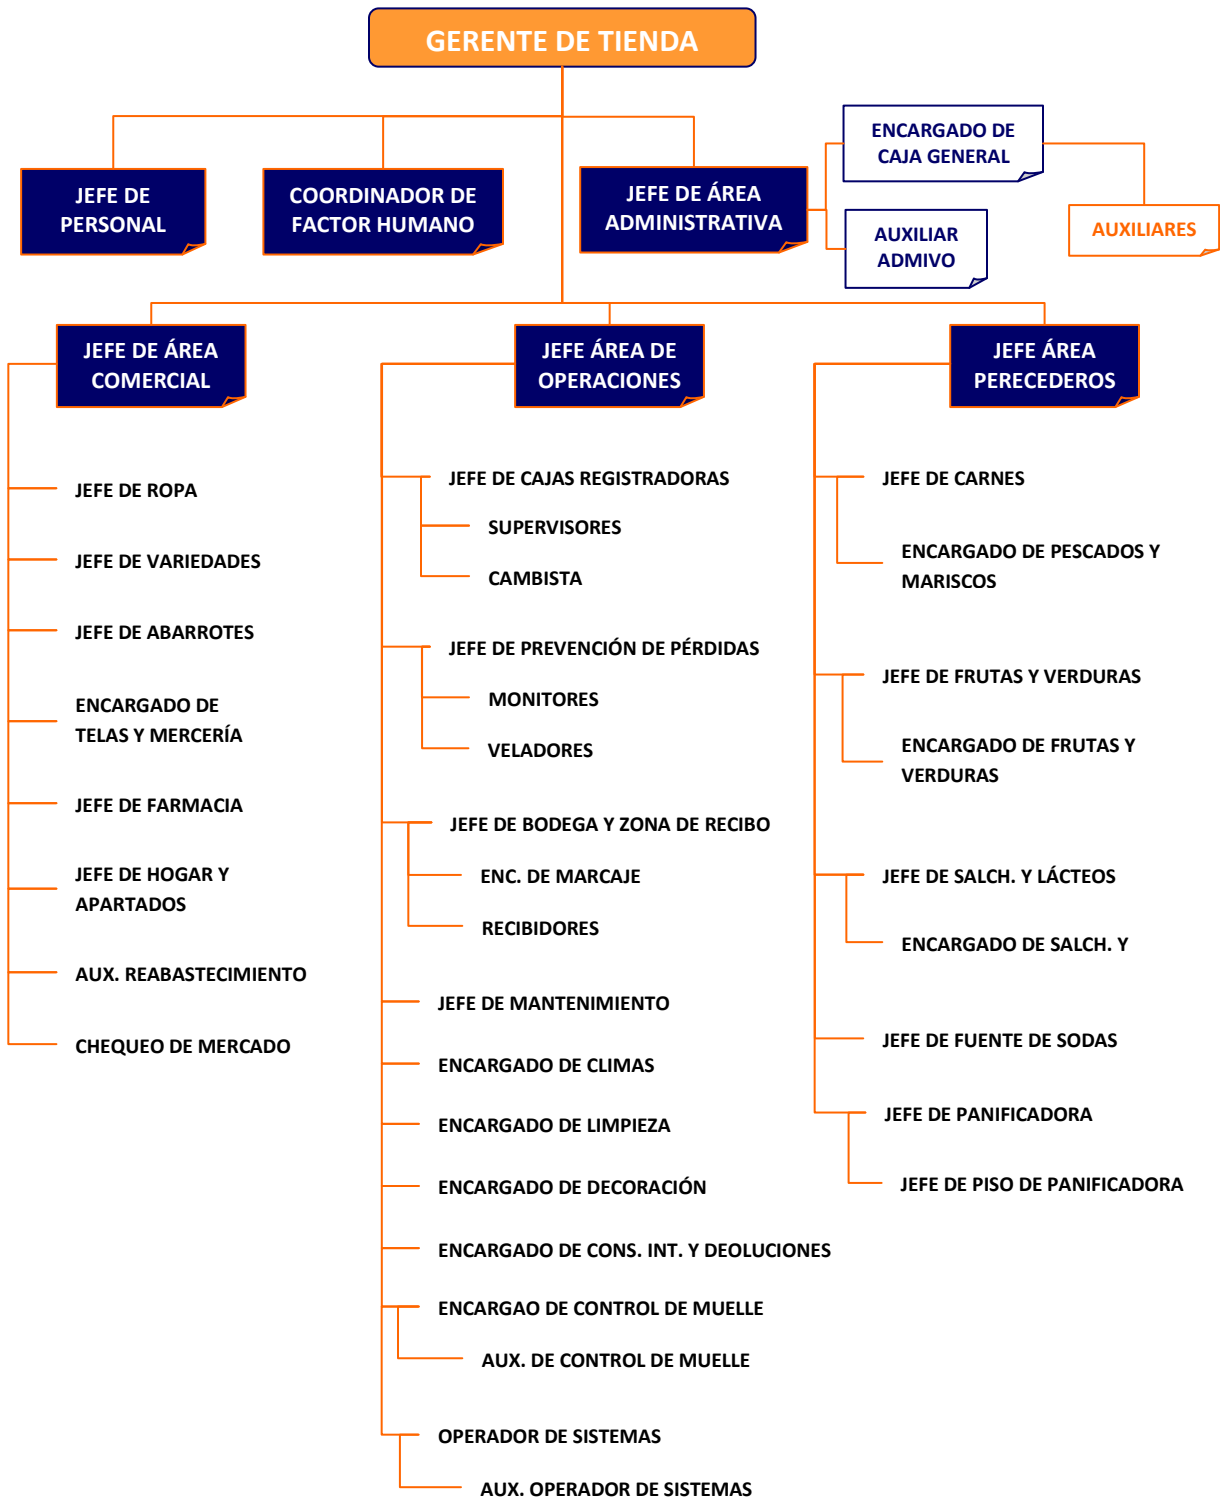 GERENTE DE TIENDA
JEFE DE
PERSONAL
COORDINADOR DE
FACTOR HUMANO
JEFE DE ÁREA
ADMINISTRATIVA
ENCARGADO DE
CAJA GENERAL
AUXILIAR
ADMIVO
AUXILIARES
JEFE DE ÁREA
COMERCIAL
JEFE DE ROPA
JEFE DE VARIEDADES
JEFE DE ABARROTES
ENCARGADO DE
TELAS Y MERCERÍA
JEFE DE FARMACIA
JEFE DE HOGAR Y
APARTADOS
AUX. REABASTECIMIENTO
CHEQUEO DE MERCADO
JEFE ÁREA DE
OPERACIONES
JEFE DE CAJAS REGISTRADORAS
SUPERVISORES
CAMBISTA
JEFE DE PREVENCIÓN DE PÉRDIDAS
MONITORES
VELADORES
JEFE DE BODEGA Y ZONA DE RECIBO
ENC. DE MARCAJE
RECIBIDORES
JEFE DE MANTENIMIENTO
ENCARGADO DE CLIMAS
ENCARGADO DE LIMPIEZA
ENCARGADO DE DECORACIÓN
ENCARGADO DE CONS. INT. Y DEOLUCIONES
ENCARGAO DE CONTROL DE MUELLE
AUX. DE CONTROL DE MUELLE
OPERADOR DE SISTEMAS
AUX. OPERADOR DE SISTEMAS
JEFE ÁREA
PERECEDEROS
JEFE DE CARNES
ENCARGADO DE PESCADOS Y
MARISCOS
JEFE DE FRUTAS Y VERDURAS
ENCARGADO DE FRUTAS Y
VERDURAS
JEFE DE SALCH. Y LÁCTEOS
ENCARGADO DE SALCH. Y
JEFE DE FUENTE DE SODAS
JEFE DE PANIFICADORA
JEFE DE PISO DE PANIFICADORA